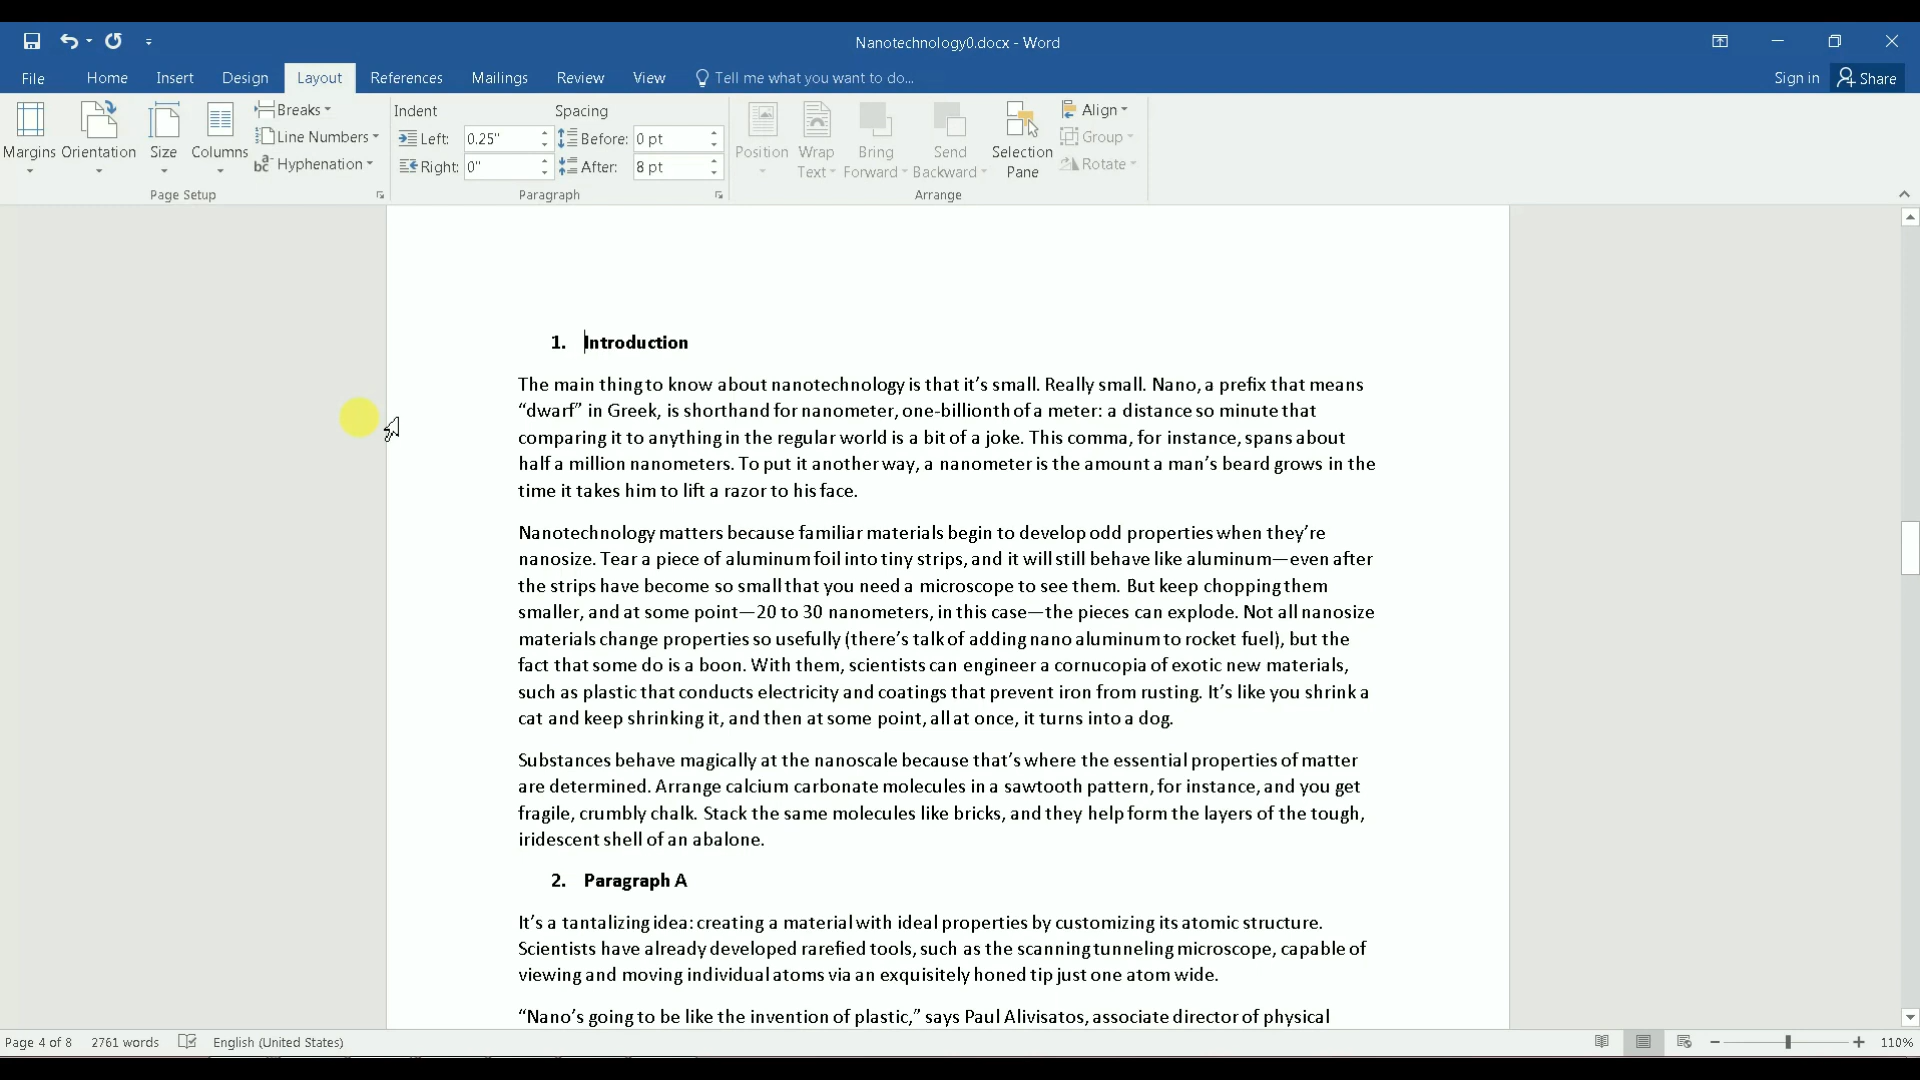 Nanotechnology0.docx - Word
File Home Insert Design Layout References Mailings Review View Tell me what you want to do... Sign in Share
Margins Orientation Size Columns Breaks Line Numbers Hyphenation
Page Setup
Indent Spacing
Left: 0.25" Before: 0 pt
Right: 0" After: 8 pt
Paragraph
Position Wrap Text Bring Forward Send Backward Selection Pane Align Group Rotate
Arrange
1. Introduction
The main thing to know about nanotechnology is that it’s small. Really small. Nano, a prefix that means
“dwarf” in Greek, is shorthand for nanometer, one-billionth of a meter: a distance so minute that
comparing it to anything in the regular world is a bit of a joke. This comma, for instance, spans about
half a million nanometers. To put it another way, a nanometer is the amount a man’s beard grows in the
time it takes him to lift a razor to his face.
Nanotechnology matters because familiar materials begin to develop odd properties when they’re
nanosize. Tear a piece of aluminum foil into tiny strips, and it will still behave like aluminum—even after
the strips have become so small that you need a microscope to see them. But keep chopping them
smaller, and at some point—20 to 30 nanometers, in this case—the pieces can explode. Not all nanosize
materials change properties so usefully (there’s talk of adding nano aluminum to rocket fuel), but the
fact that some do is a boon. With them, scientists can engineer a cornucopia of exotic new materials,
such as plastic that conducts electricity and coatings that prevent iron from rusting. It’s like you shrink a
cat and keep shrinking it, and then at some point, all at once, it turns into a dog.
Substances behave magically at the nanoscale because that’s where the essential properties of matter
are determined. Arrange calcium carbonate molecules in a sawtooth pattern, for instance, and you get
fragile, crumbly chalk. Stack the same molecules like bricks, and they help form the layers of the tough,
iridescent shell of an abalone.
2. Paragraph A
It’s a tantalizing idea: creating a material with ideal properties by customizing its atomic structure.
Scientists have already developed rarefied tools, such as the scanning tunneling microscope, capable of
viewing and moving individual atoms via an exquisitely honed tip just one atom wide.
“Nano’s going to be like the invention of plastic,” says Paul Alivisatos, associate director of physical
Page 4 of 8 2761 words English (United States) 110%